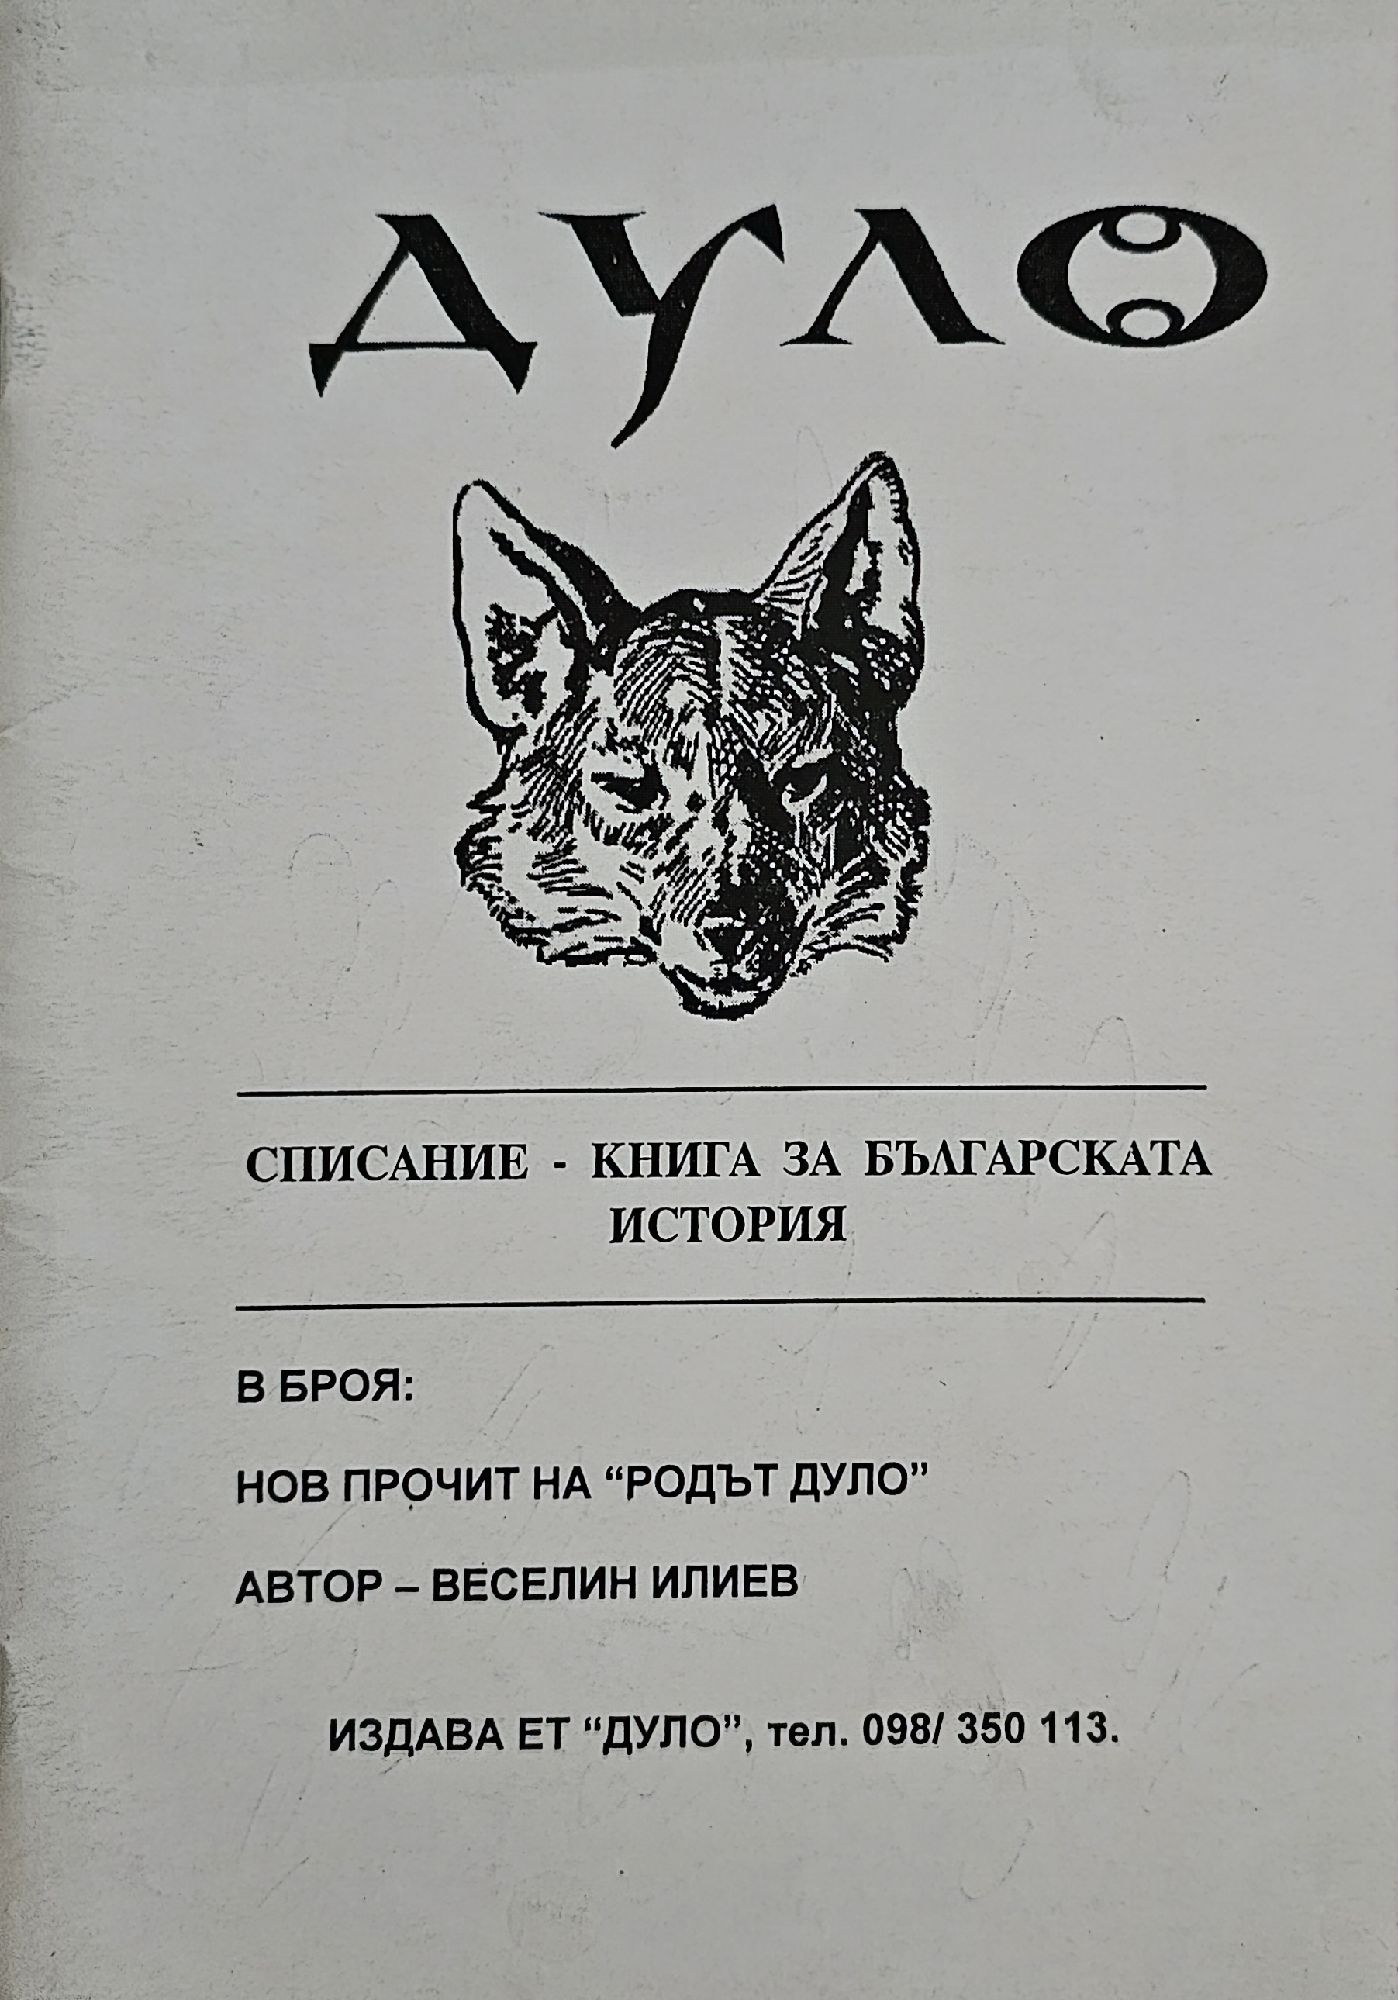 ДУЛО
СПИСАНИЕ - КНИГА ЗА БЪЛГАРСКАТА
ИСТОРИЯ
В БРОЯ:
НОВ ПРОЧИТ НА “РОДЪТ ДУЛО”
АВТОР – ВЕСЕЛИН ИЛИЕВ
ИЗДАВА ЕТ “ДУЛО”, тел. 098/ 350 113.